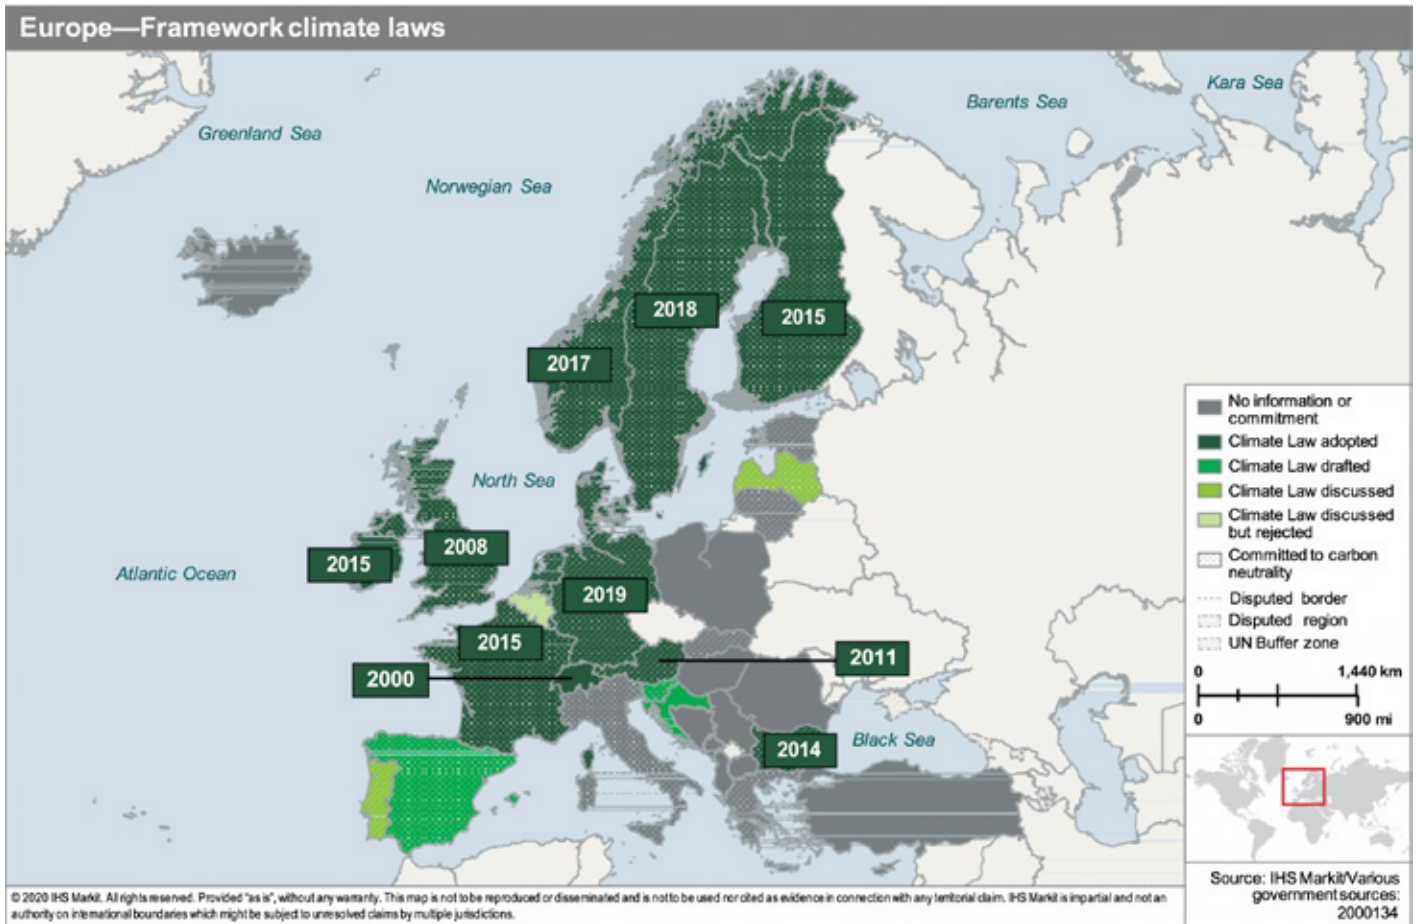 Europe—Framework climate laws
Kara Sea
Barents Sea
Greenland Sea
Norwegian Sea
2018
2015
2017
No information or
commitment
Climate Law adopted
Climate Law drafted
Climate Law discussed
Climate Law discussed
but rejected
Committed to carbon
neutrality
Disputed border
Disputed region
UN Buffer zone
0
1,440 km
0
900 mi
North Sea
2008
2015
Atlantic Ocean
2019
2015
2011
2000
2014
Black Sea
Source: IHS Markit/Various
government sources:
2000134
© 2020 IHS Markit. All rights reserved. Provided "as is", without any warranty. This map is not to be reproduced or disseminated and is not to be used nor cited as evidence in connection with any territorial claim. IHS Markit is impartial and not an
authority on international boundaries which might be subject to unresolved claims by multiple jurisdictions.